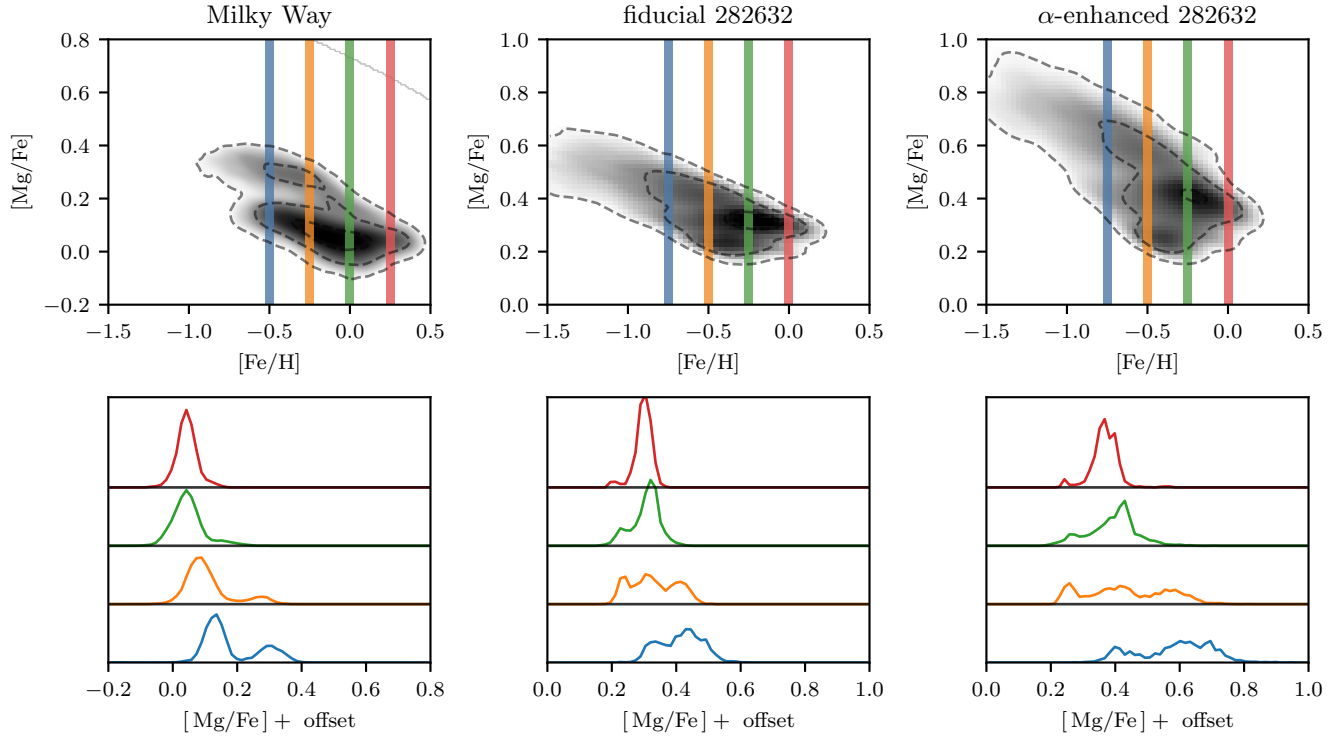 Milky Way
fiducial 282632
α-enhanced 282632
0.8
0.6
0.4
0.2
0.0
−0.2
[Mg/Fe]
−1.5 −1.0 −0.5 0.0 0.5
[Fe/H]
1.0
0.8
0.6
0.4
0.2
0.0
[Mg/Fe]
−1.5 −1.0 −0.5 0.0 0.5
[Fe/H]
1.0
0.8
0.6
0.4
0.2
0.0
[Mg/Fe]
−1.5 −1.0 −0.5 0.0 0.5
[Fe/H]
−0.2 0.0 0.2 0.4 0.6 0.8
[Mg/Fe] + offset
0.0 0.2 0.4 0.6 0.8 1.0
[Mg/Fe] + offset
0.0 0.2 0.4 0.6 0.8 1.0
[Mg/Fe] + offset